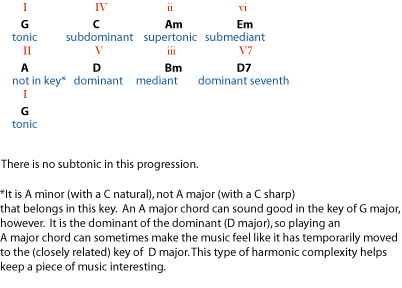 I IV ii vi
G C Am Em
tonic subdominant supertonic submediant
II V iii V7
A D Bm D7
not in key* dominant mediant dominant seventh
I
G
tonic
There is no subtonic in this progression.
*It is A minor (with a C natural), not A major (with a C sharp)
that belongs in this key. An A major chord can sound good in the key of G major,
however. It is the dominant of the dominant (D major), so playing an
A major chord can sometimes make the music feel like it has temporarily moved
to the (closely related) key of D major. This type of harmonic complexity helps
keep a piece of music interesting.